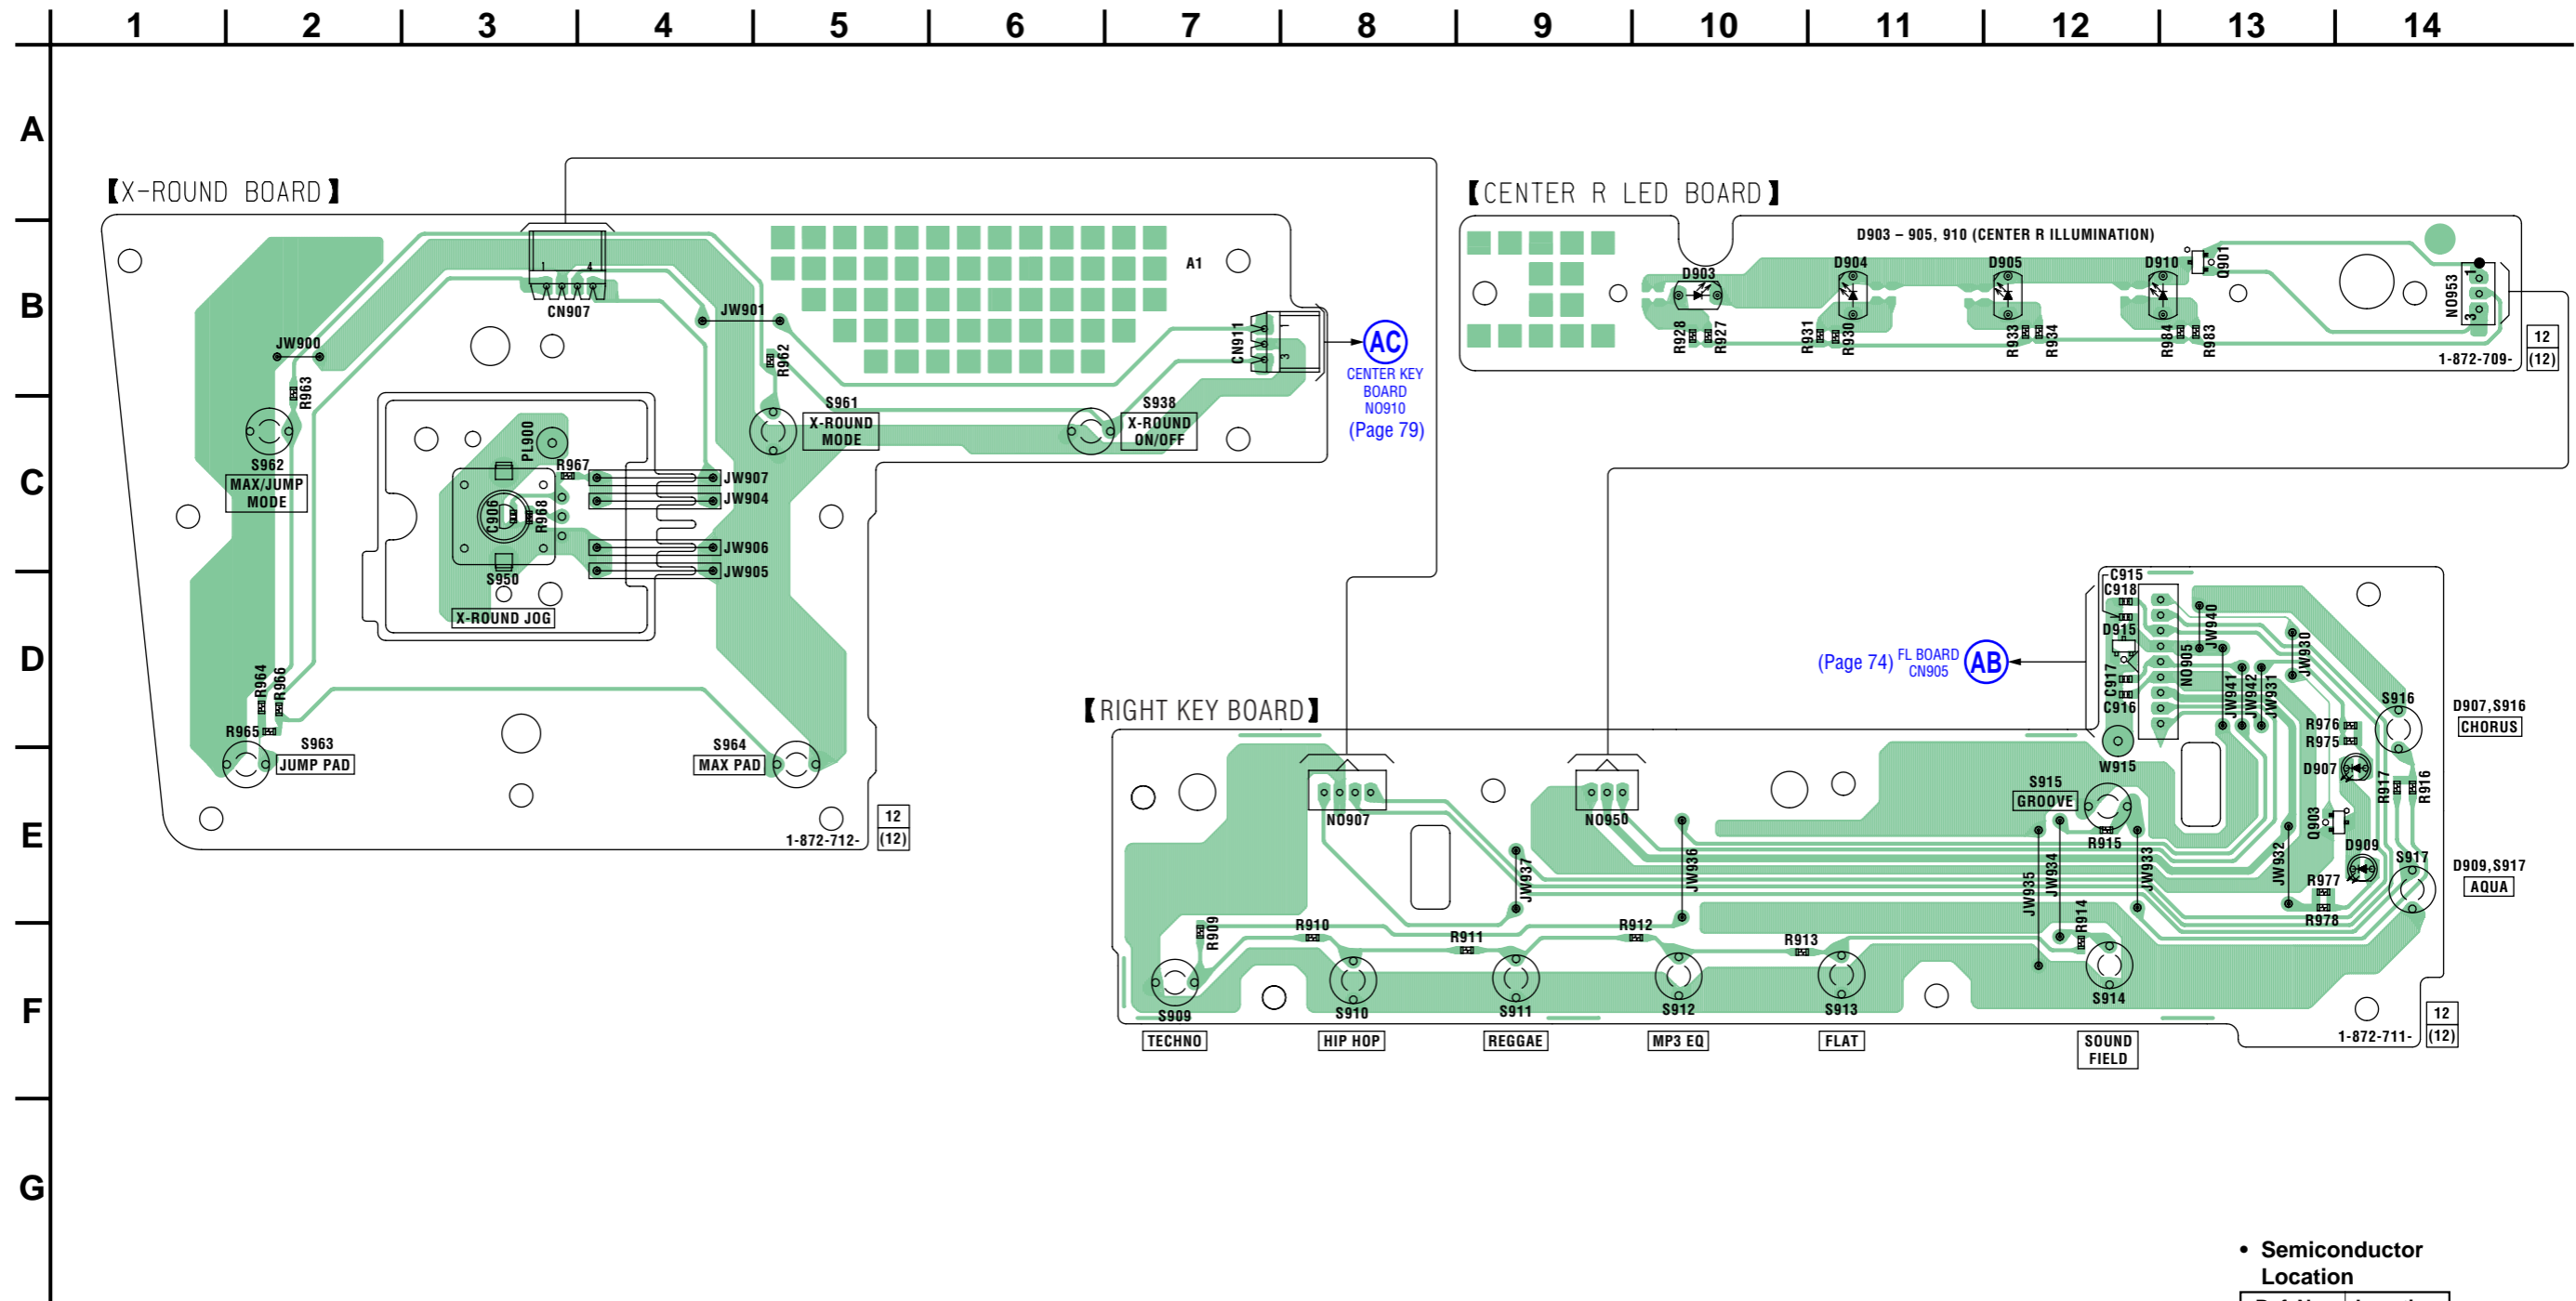 1 2 3 4 5 6 7 8 9 10 11 12 13 14
A
B
C
D
E
F
G
【X-ROUND BOARD】
1 4
CN907
JW901
JW900
R963
R962
A1
CN911
1
3
AC
CENTER KEY
BOARD
NO910
(Page 79)
S961
X-ROUND
MODE
S938
X-ROUND
ON/OFF
S962
MAX/JUMP
MODE
PL900
R967
C906
R968
JW907
JW904
JW906
JW905
S950
X-ROUND JOG
R964
R966
R965
S963
JUMP PAD
S964
MAX PAD
1-872-712-
12
(12)
【CENTER R LED BOARD】
D903 – 905, 910 (CENTER R ILLUMINATION)
D903
D904
D905
D910
Q901
NO953
1
3
R928
R927
R931
R930
R933
R934
R984
R983
1-872-709-
12
(12)
【RIGHT KEY BOARD】
(Page 74)
FL BOARD
CN905
AB
C915
C918
D915
C917
C916
NO905
JW940
JW930
JW941
JW942
JW931
W915
S916
D907,S916
CHORUS
R976
R975
D907
R917
R916
Q903
D909
S917
D909,S917
AQUA
R977
R978
NO907
NO950
S915
GROOVE
R915
JW937
JW936
JW935
JW934
JW933
JW932
R914
R909
R910
R911
R912
R913
S909
S910
S911
S912
S913
S914
TECHNO
HIP HOP
REGGAE
MP3 EQ
FLAT
SOUND
FIELD
1-872-711-
12
(12)
• Semiconductor
Location